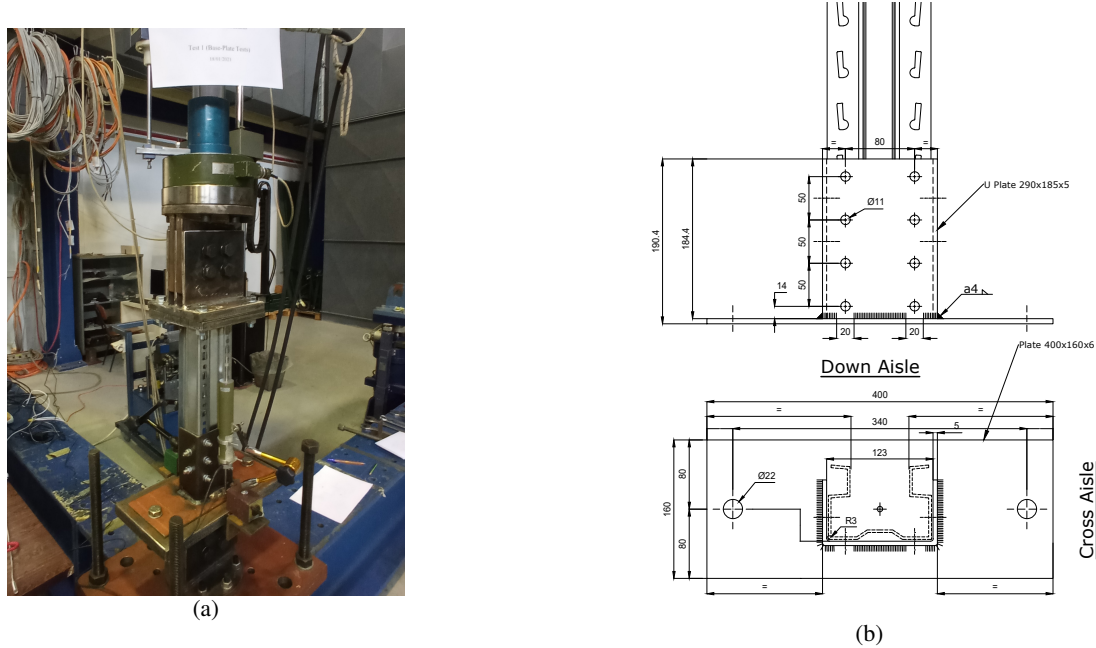 Test 1 (Base-Plate Tests)
(a)
= 80 =
U Plate 290x185x5
50
Ø11
190.4
184.4
50
50
14
a4
20
20
Plate 400x160x6
Down Aisle
400
=
=
340
5
123
80
Ø22
160
R3
80
Cross Aisle
=
=
(b)